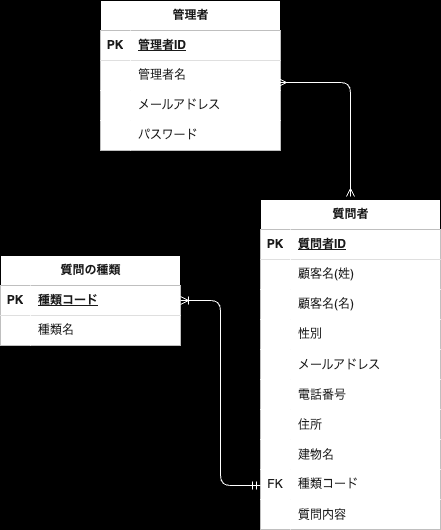 管理者
PK 管理者ID
管理者名
メールアドレス
パスワード
質問の種類
PK 種類コード
種類名
質問者
PK 質問者ID
顧客名(姓)
顧客名(名)
性別
メールアドレス
電話番号
住所
建物名
FK 種類コード
質問内容